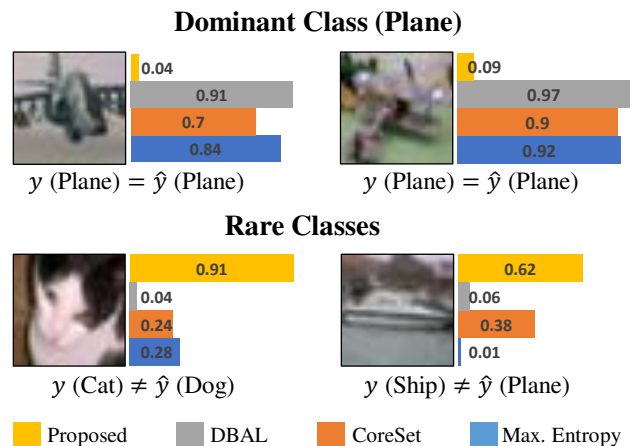 Dominant Class (Plane)
0.04 0.09
0.91 0.97
0.7 0.9
0.84 0.92
y (Plane) = ŷ (Plane) y (Plane) = ŷ (Plane)
Rare Classes
0.91 0.62
0.04 0.06
0.24 0.38
0.28 0.01
y (Cat) ≠ ŷ (Dog) y (Ship) ≠ ŷ (Plane)
Proposed DBAL CoreSet Max. Entropy